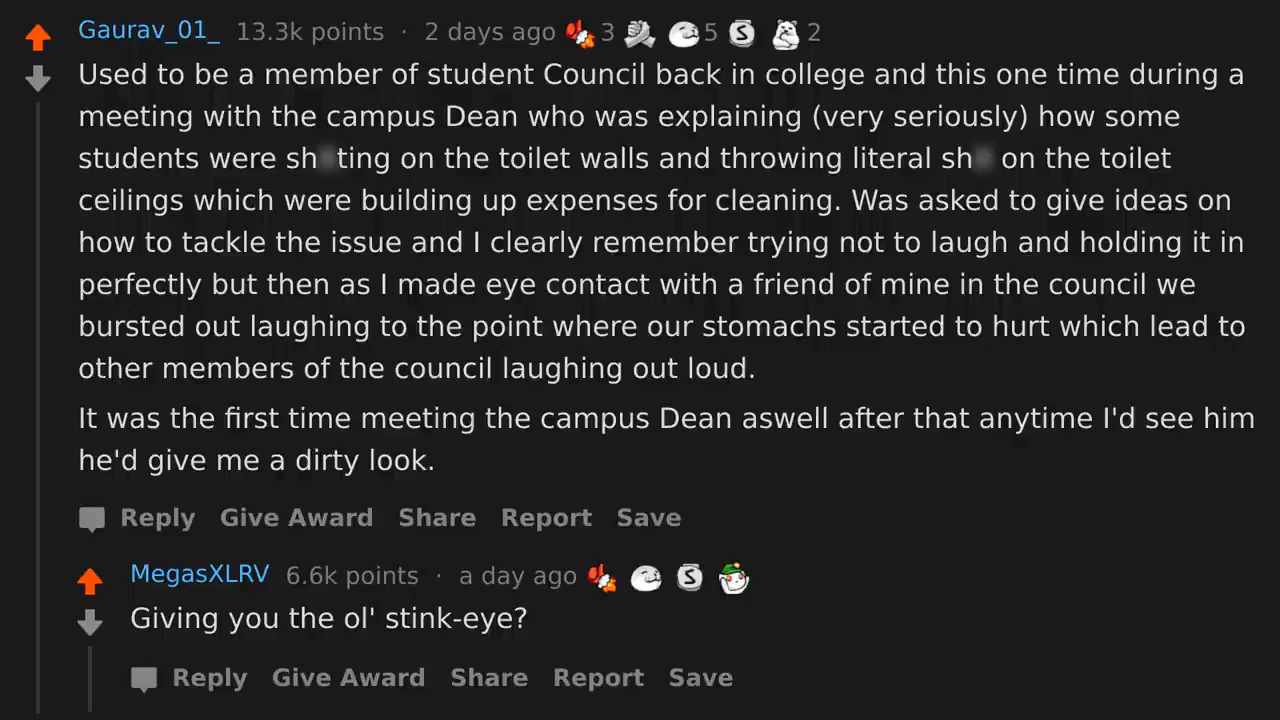 Gaurav_01_ 13.3k points · 2 days ago 3 5 2
Used to be a member of student Council back in college and this one time during a
meeting with the campus Dean who was explaining (very seriously) how some
students were sh ting on the toilet walls and throwing literal sh on the toilet
ceilings which were building up expenses for cleaning. Was asked to give ideas on
how to tackle the issue and I clearly remember trying not to laugh and holding it in
perfectly but then as I made eye contact with a friend of mine in the council we
bursted out laughing to the point where our stomachs started to hurt which lead to
other members of the council laughing out loud.
It was the first time meeting the campus Dean aswell after that anytime I'd see him
he'd give me a dirty look.
Reply Give Award Share Report Save
MegasXLRV 6.6k points · a day ago
Giving you the ol' stink-eye?
Reply Give Award Share Report Save